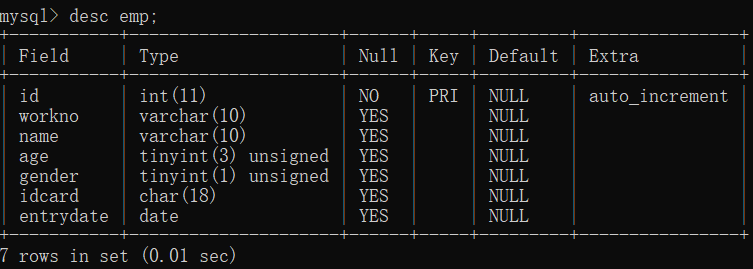 mysql> desc emp;
+-----------+---------------------+------+-----+---------+----------------+
| Field | Type | Null | Key | Default | Extra |
+-----------+---------------------+------+-----+---------+----------------+
| id | int(11) | NO | PRI | NULL | auto_increment |
| workno | varchar(10) | YES | | NULL | |
| name | varchar(10) | YES | | NULL | |
| age | tinyint(3) unsigned | YES | | NULL | |
| gender | tinyint(1) unsigned | YES | | NULL | |
| idcard | char(18) | YES | | NULL | |
| entrydate | date | YES | | NULL | |
+-----------+---------------------+------+-----+---------+----------------+
7 rows in set (0.01 sec)